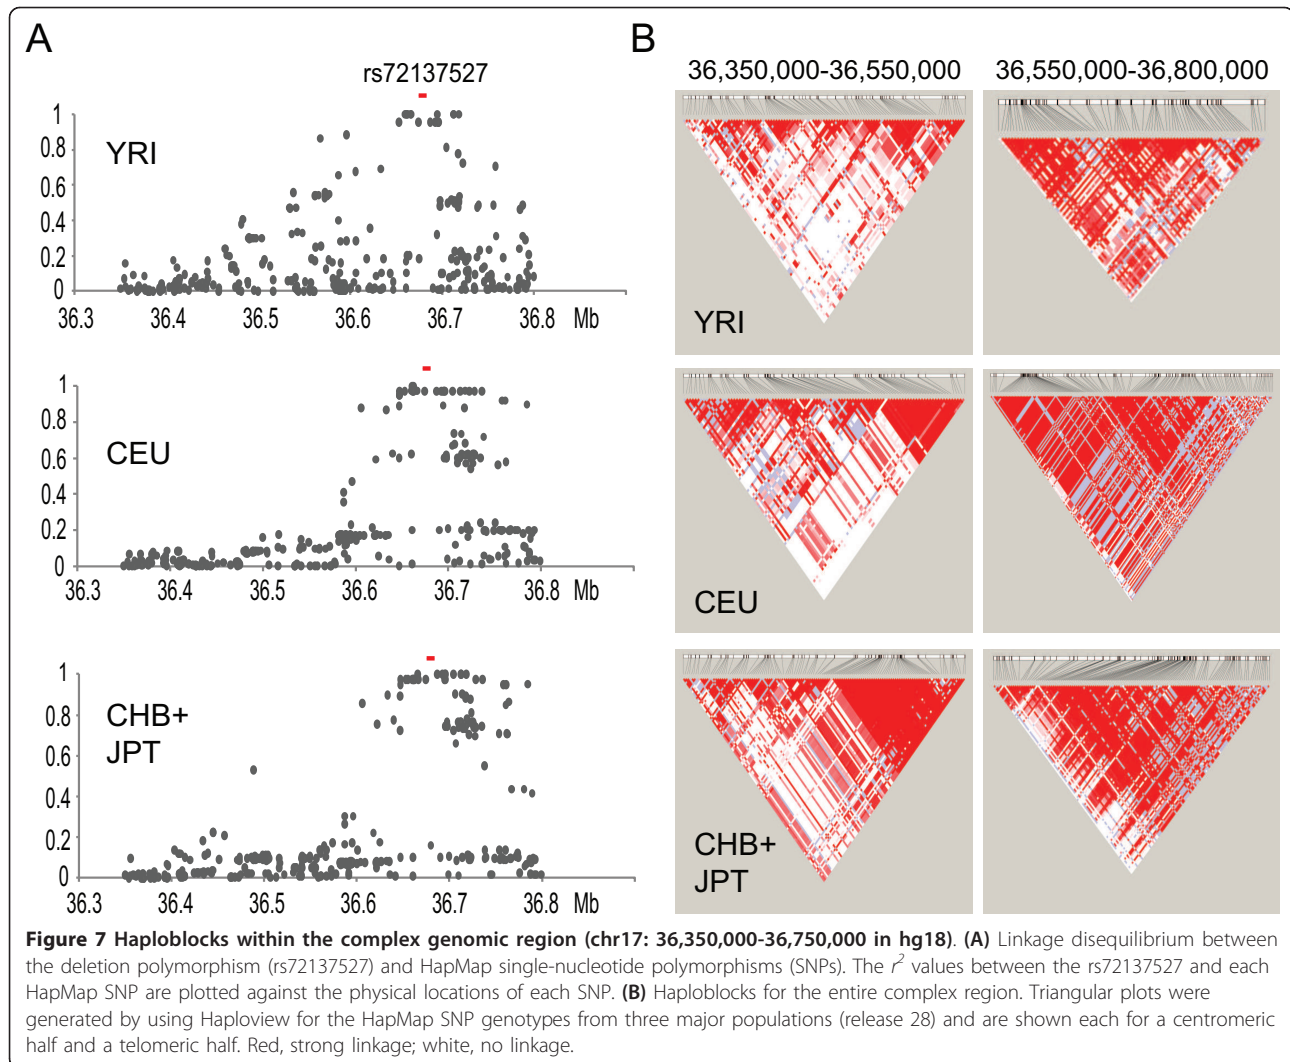 A
rs72137527
1
0.8
0.6
0.4
0.2
0
YRI
36.3 36.4 36.5 36.6 36.7 36.8 Mb
1
0.8
0.6
0.4
0.2
0
CEU
36.3 36.4 36.5 36.6 36.7 36.8 Mb
1
0.8
0.6
0.4
0.2
0
CHB+
JPT
36.3 36.4 36.5 36.6 36.7 36.8 Mb
B
36,350,000-36,550,000 36,550,000-36,800,000
YRI
CEU
CHB+
JPT
Figure 7 Haploblocks within the complex genomic region (chr17: 36,350,000-36,750,000 in hg18). (A) Linkage disequilibrium between
the deletion polymorphism (rs72137527) and HapMap single-nucleotide polymorphisms (SNPs). The r² values between the rs72137527 and each
HapMap SNP are plotted against the physical locations of each SNP. (B) Haploblocks for the entire complex region. Triangular plots were
generated by using Haploview for the HapMap SNP genotypes from three major populations (release 28) and are shown each for a centromeric
half and a telomeric half. Red, strong linkage; white, no linkage.